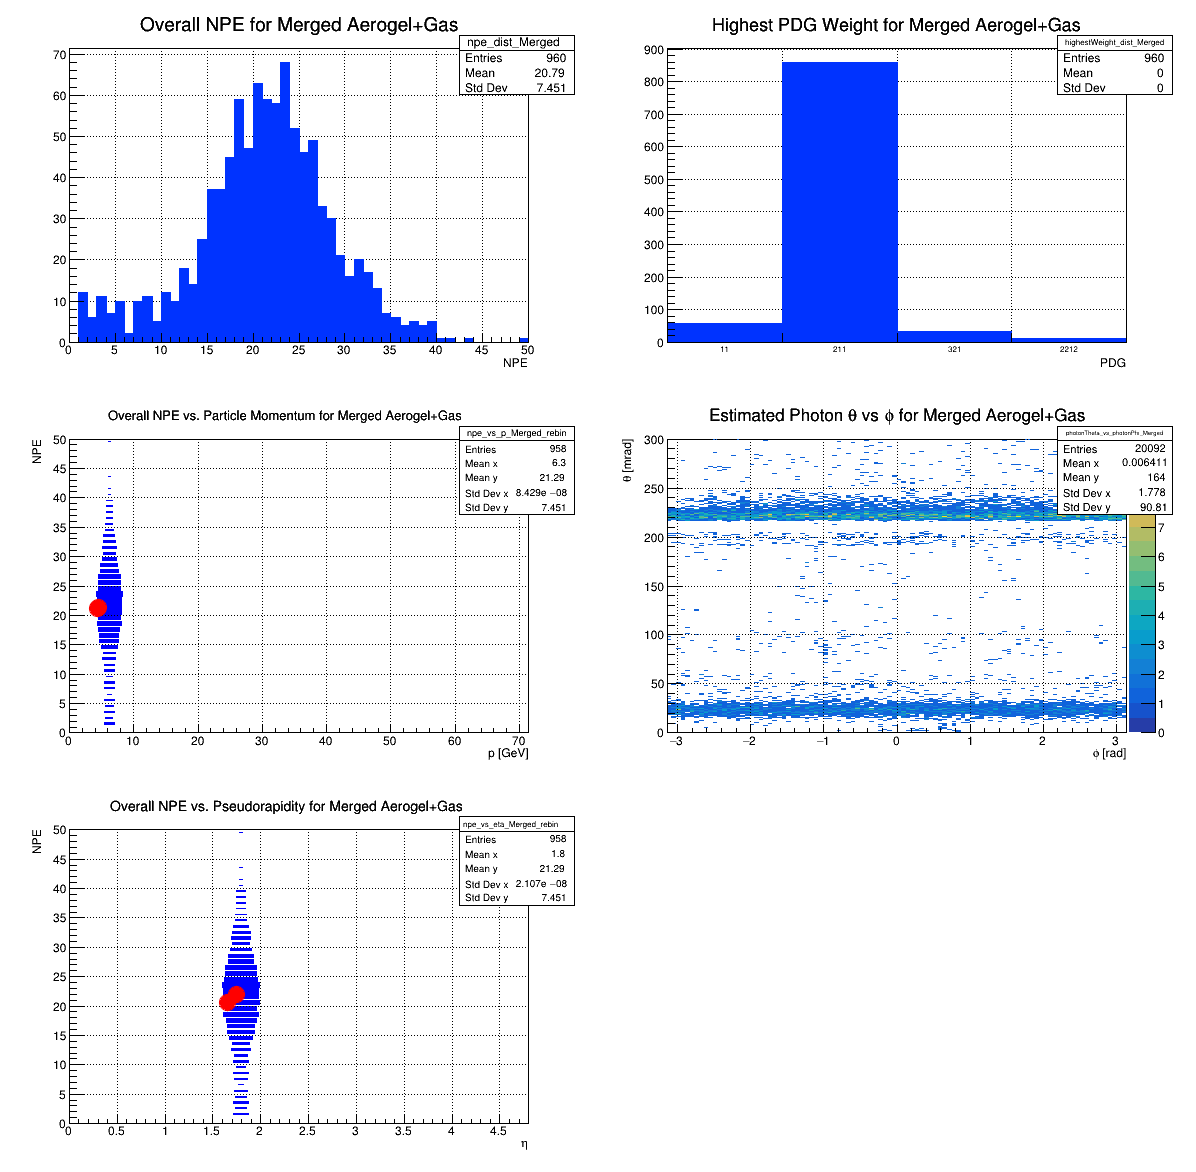 Overall NPE for Merged Aerogel+Gas
npe_dist_Merged
Entries 960
Mean 20.79
Std Dev 7.451
70
60
50
40
30
20
10
0
0 5 10 15 20 25 30 35 40 45 50
NPE
Highest PDG Weight for Merged Aerogel+Gas
highestWeight_dist_Merged
Entries 960
Mean 0
Std Dev 0
900
800
700
600
500
400
300
200
100
0
11 211 321 2212
PDG
Overall NPE vs. Particle Momentum for Merged Aerogel+Gas
npe_vs_p_Merged_rebin
Entries 958
Mean x 6.3
Mean y 21.29
Std Dev x 8.429e −08
Std Dev y 7.451
NPE
50
45
40
35
30
25
20
15
10
5
0
0 10 20 30 40 50 60 70
p [GeV]
Estimated Photon θ vs ϕ for Merged Aerogel+Gas
photonTheta_vs_photonPhi_Merged
Entries 20092
Mean x 0.006411
Mean y 164
Std Dev x 1.778
Std Dev y 90.81
θ [mrad]
300
250
200
150
100
50
0
−3 −2 −1 0 1 2 3
ϕ [rad]
7
6
5
4
3
2
1
0
Overall NPE vs. Pseudorapidity for Merged Aerogel+Gas
npe_vs_eta_Merged_rebin
Entries 958
Mean x 1.8
Mean y 21.29
Std Dev x 2.107e −08
Std Dev y 7.451
NPE
50
45
40
35
30
25
20
15
10
5
0
0 0.5 1 1.5 2 2.5 3 3.5 4 4.5
η